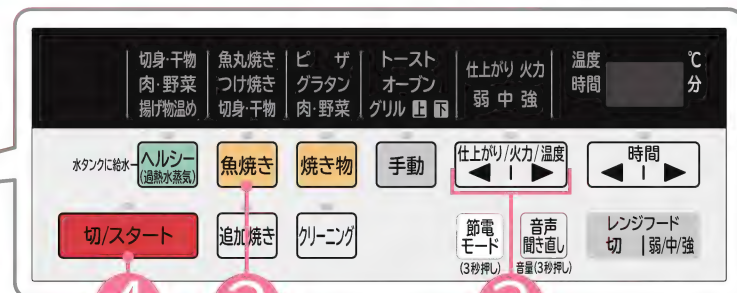 切身・干物 魚丸焼き ピザ トースト 仕上がり 火力 温度 ℃
肉・野菜 つけ焼き グラタン オーブン 弱 中 強 時間 分
揚げ物温め 切身・干物 肉・野菜 グリル 上 下
水タンクに給水 ヘルシー (過熱水蒸気) 魚焼き 焼き物 手動 仕上がり/火力/温度 ◀ I ▶ 時間 ◀ I ▶
切/スタート 追加焼き クリーニング 節電モード (3秒押し) 音声聞き直し 音量(3秒押し) レンジフード 切 | 弱/中/強